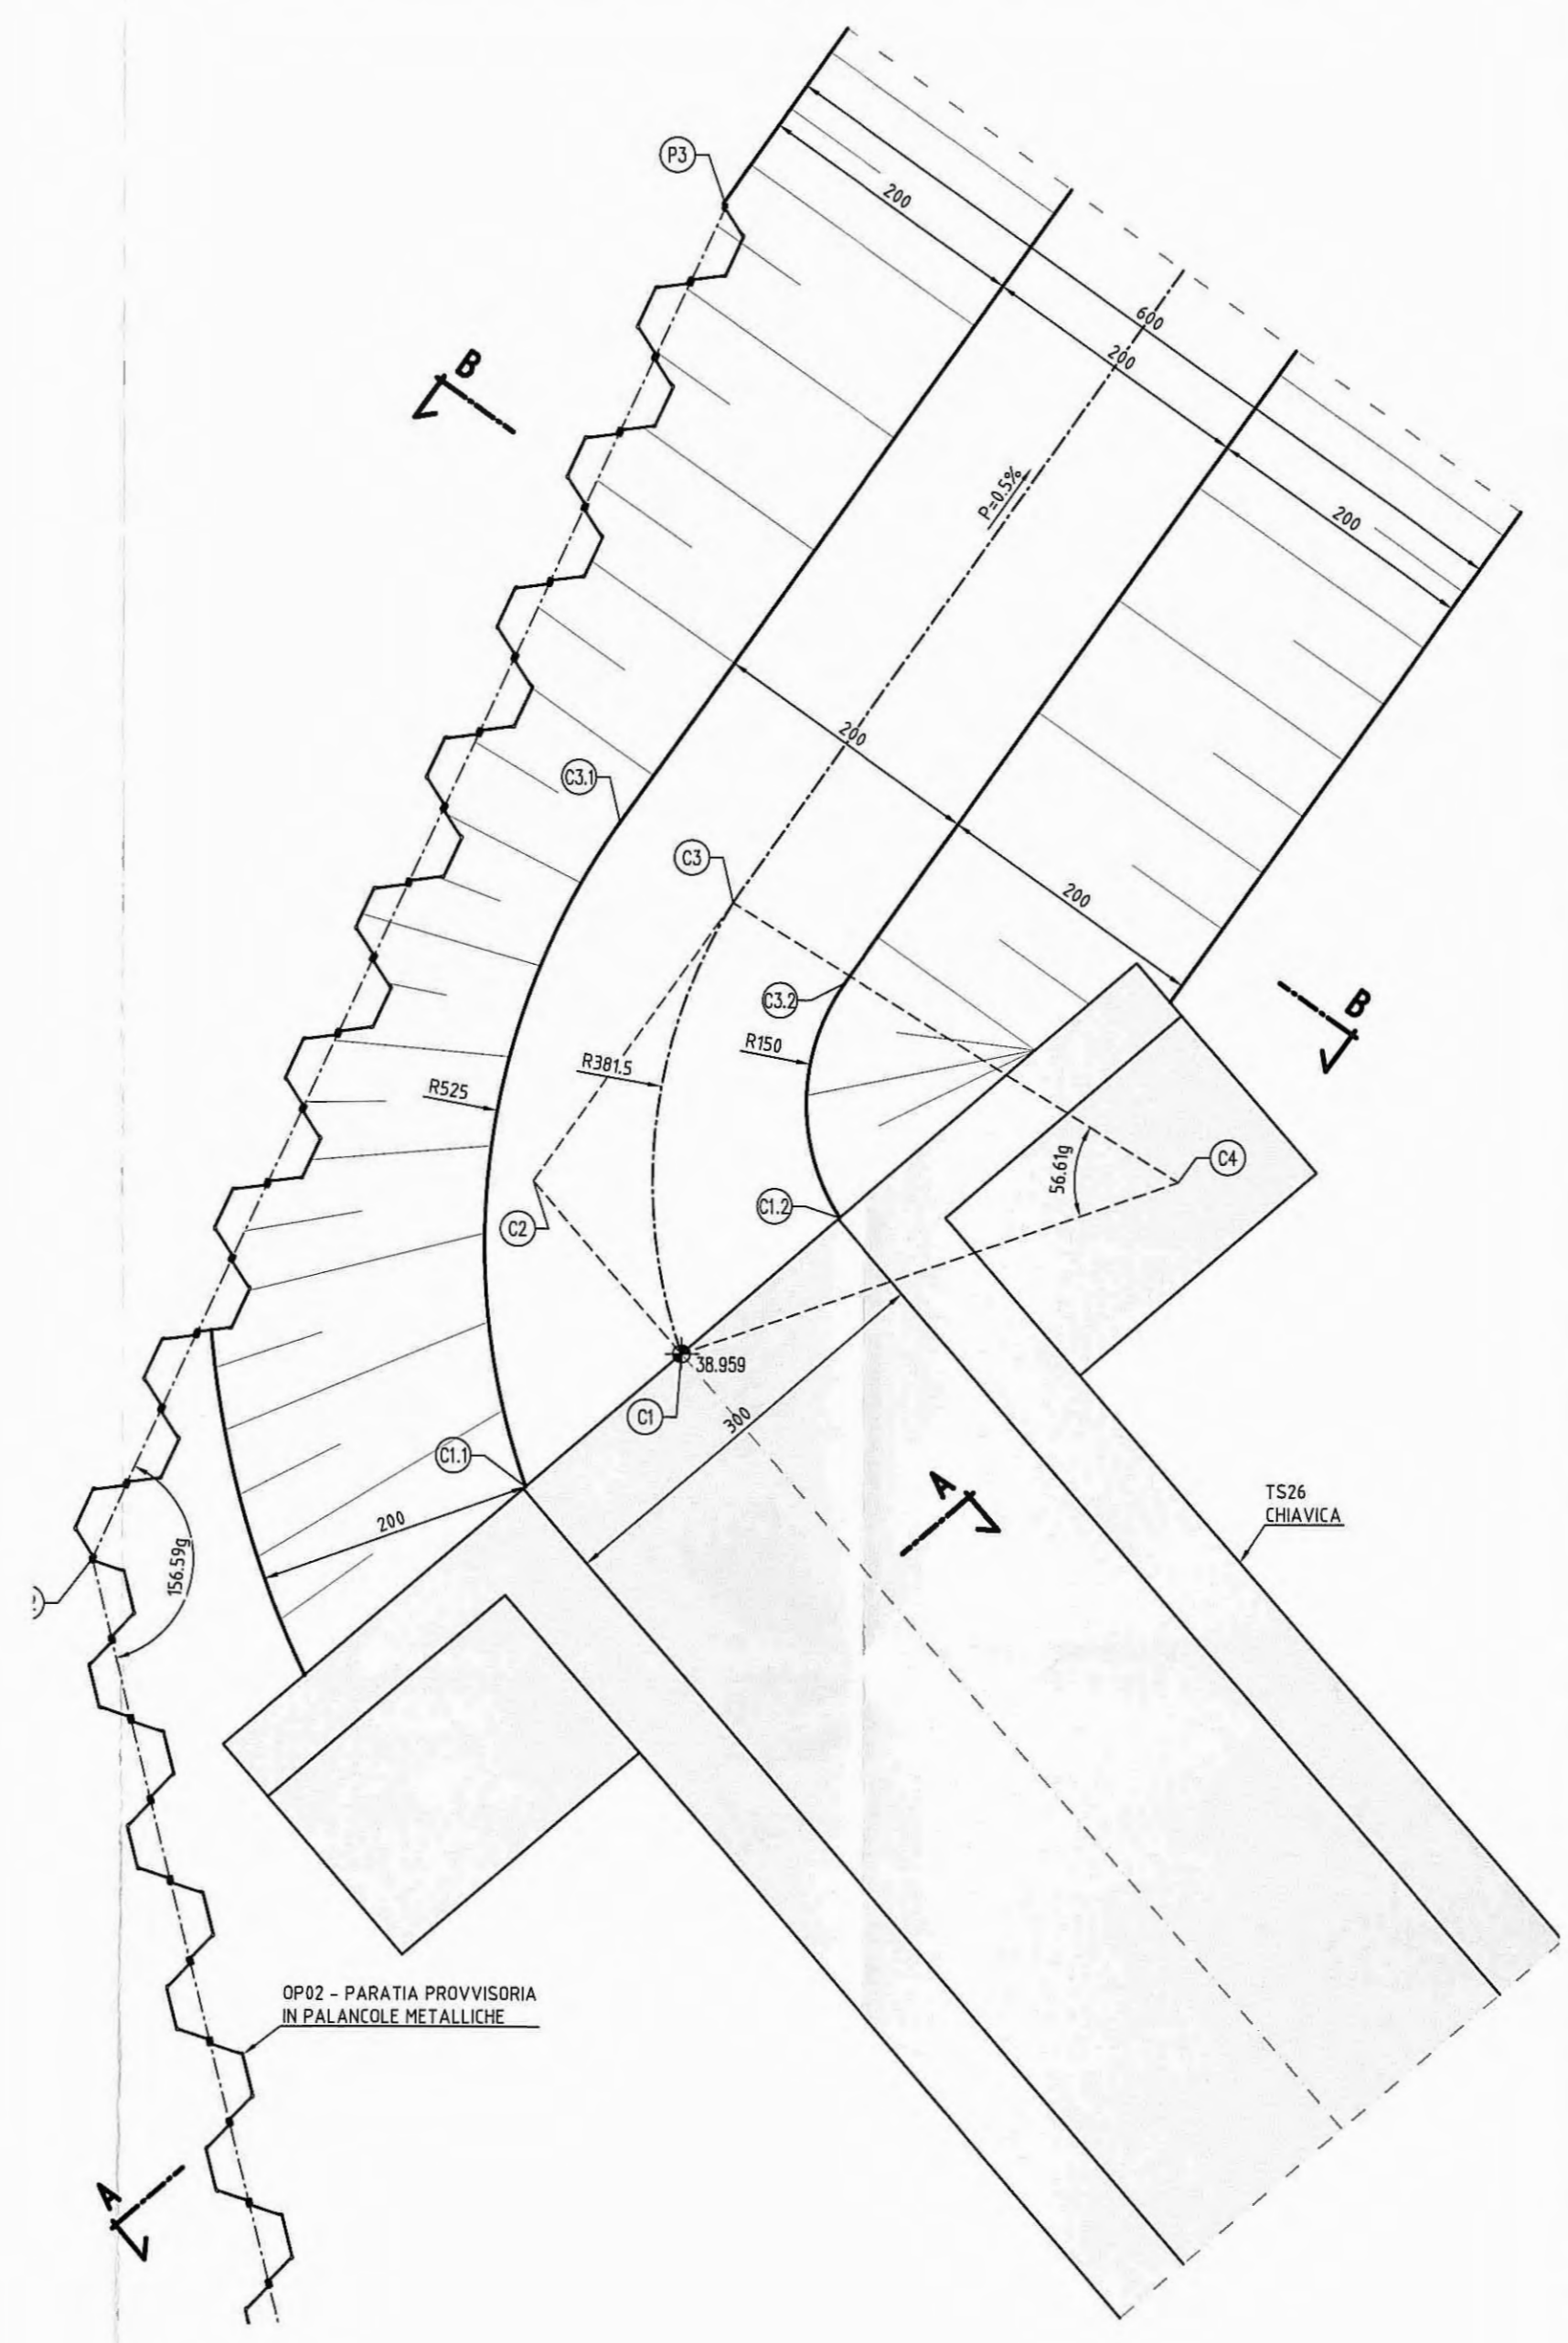 P3
200
600
200
B
P=0.5%
200
200
C3.1
C3
200
C3.2
B
R150
R381.5
R525
56.61g
C4
C1.2
C2
38.959
C1
300
C1.1
A
TS26
CHIAVICA
200
156.59g
OP02 - PARATIA PROVVISORIA
IN PALANCOLE METALLICHE
A